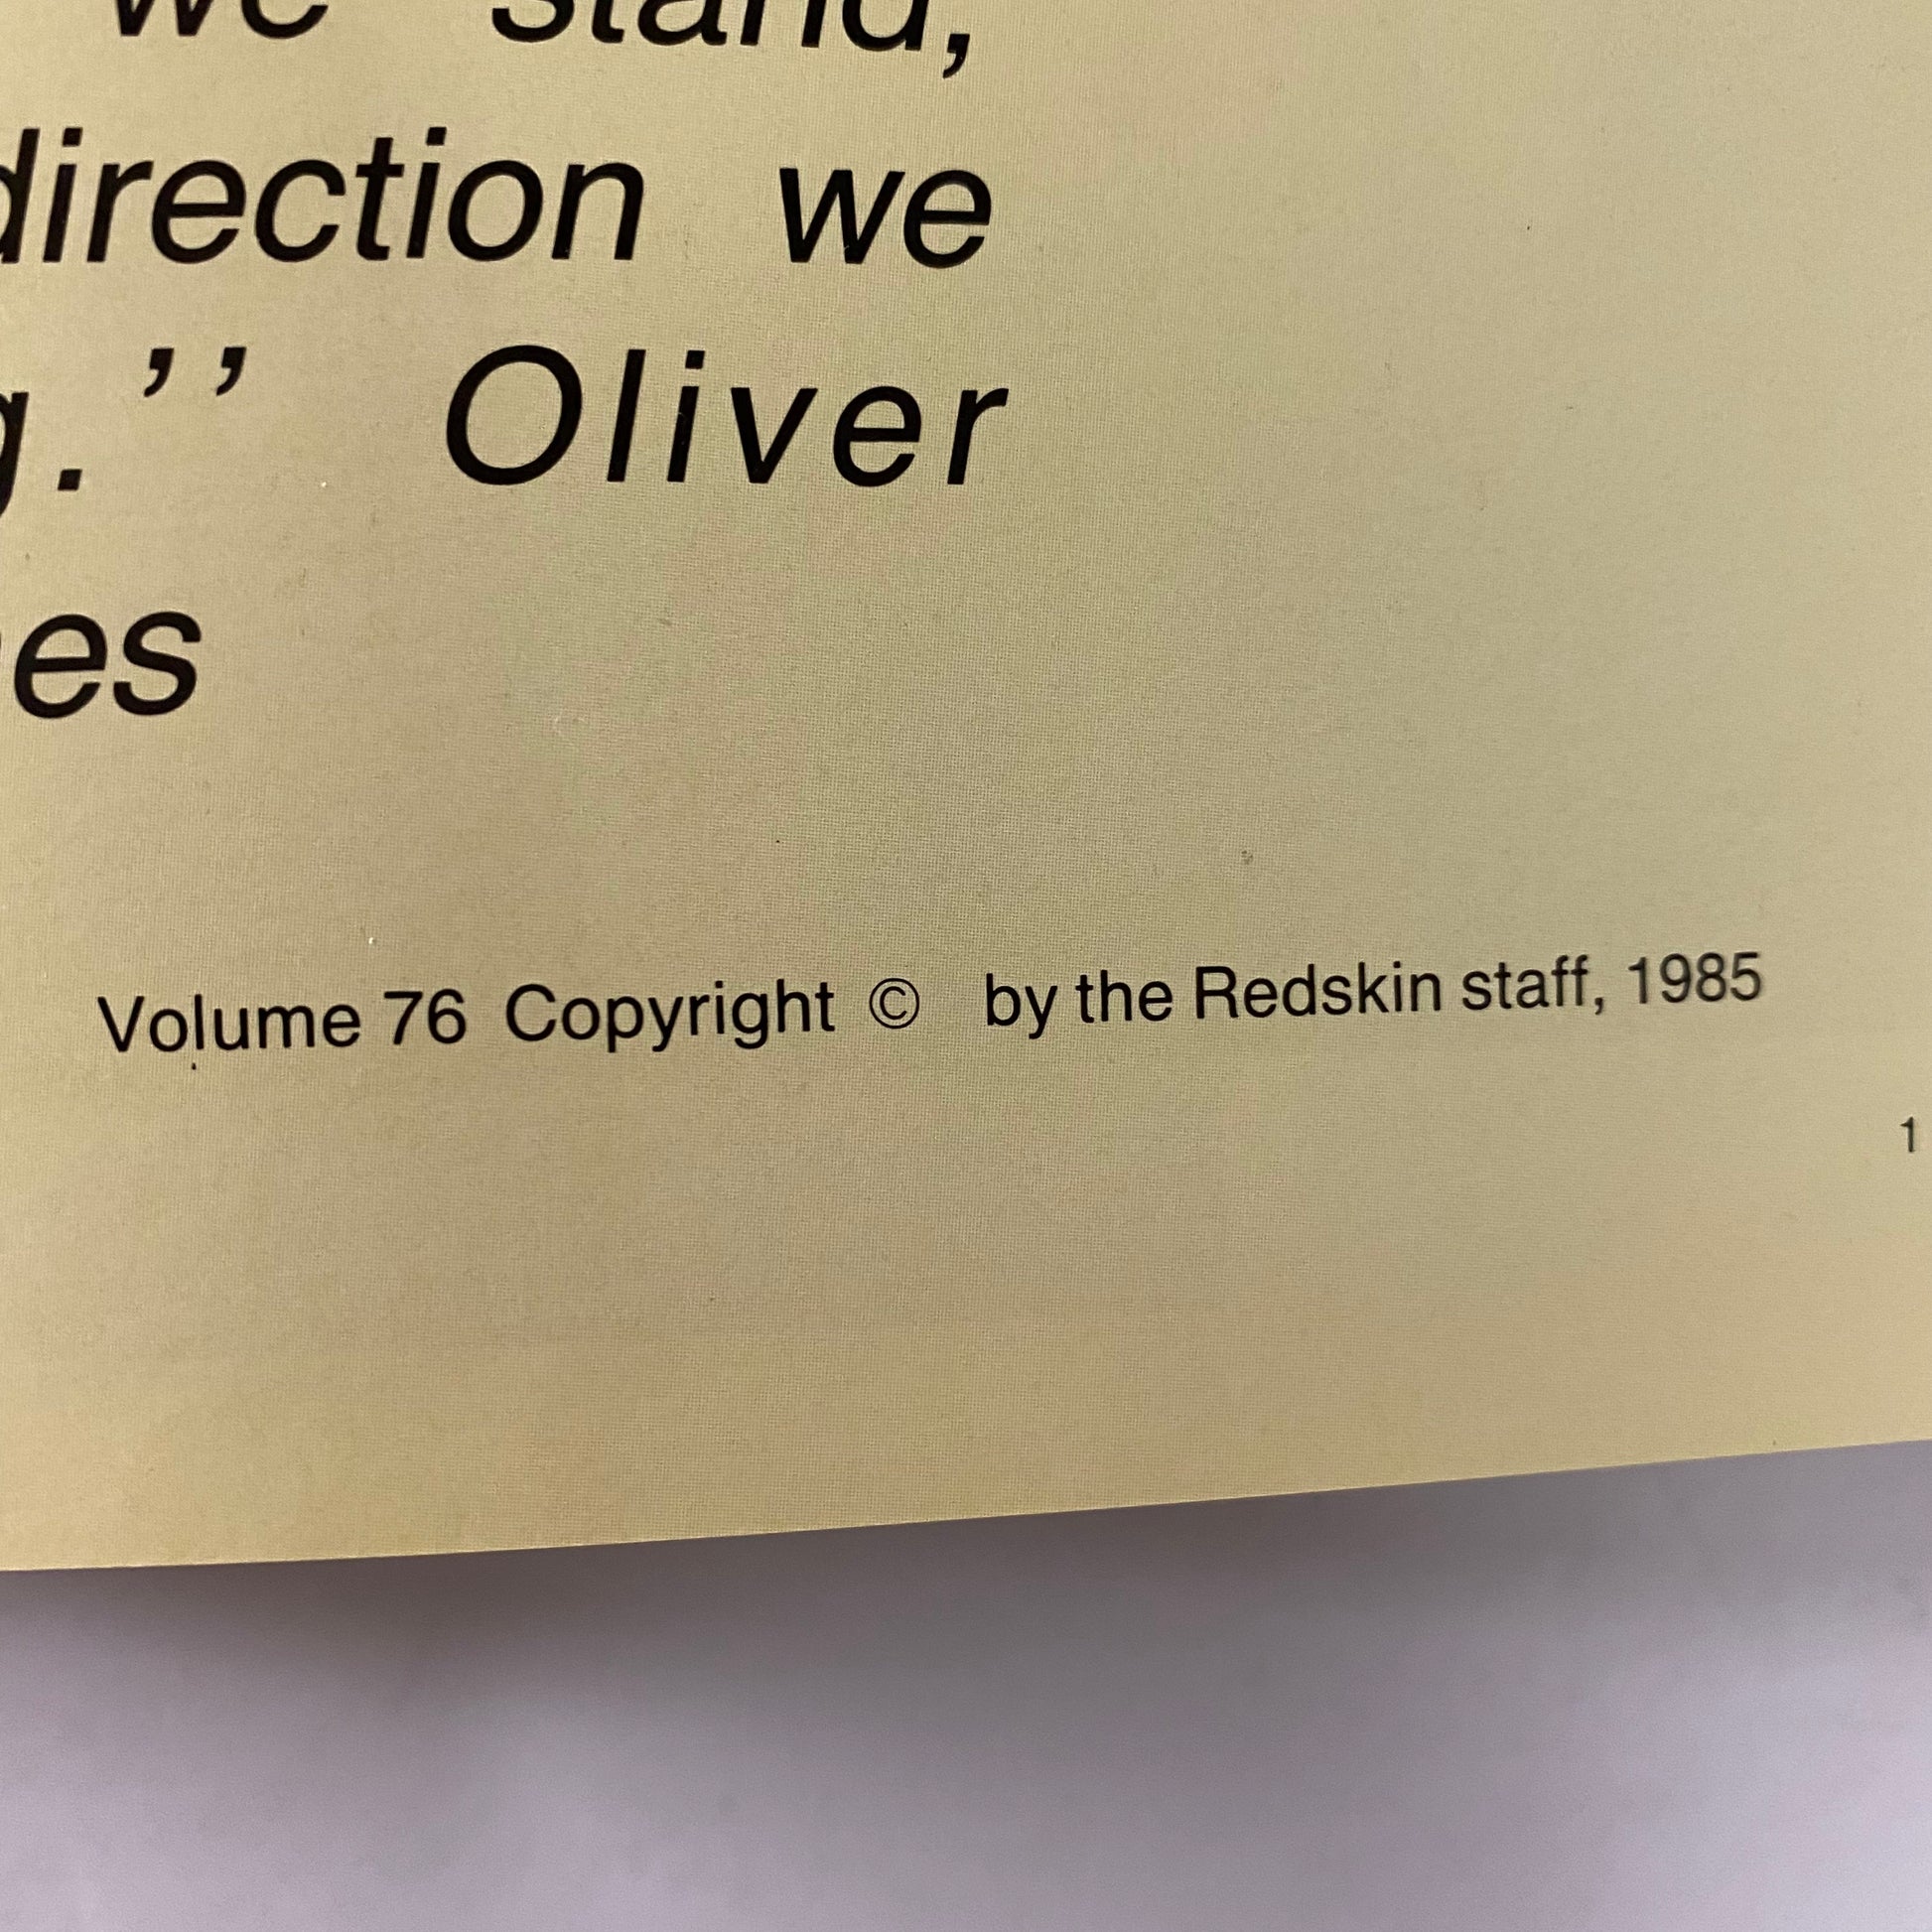 we stand,
direction we
g.’’ Oliver
es
Volume 76 Copyright © by the Redskin staff, 1985
1